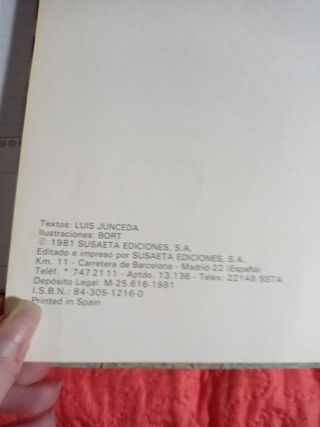 Textos: LUIS JUNCEDA
Ilustraciones: BORT
© 1981 SUSAETA EDICIONES, S.A.
Editado e impreso por SUSAETA EDICIONES, S.A.
Km. 11 - Carretera de Barcelona - Madrid-22 (España)
Teléf. * 747 21 11 - Aptdo. 13.136 - Telex: 22148 SSTA
Depósito Legal: M-25.616-1981
I.S.B.N.: 84-305-1216-0
Printed in Spain